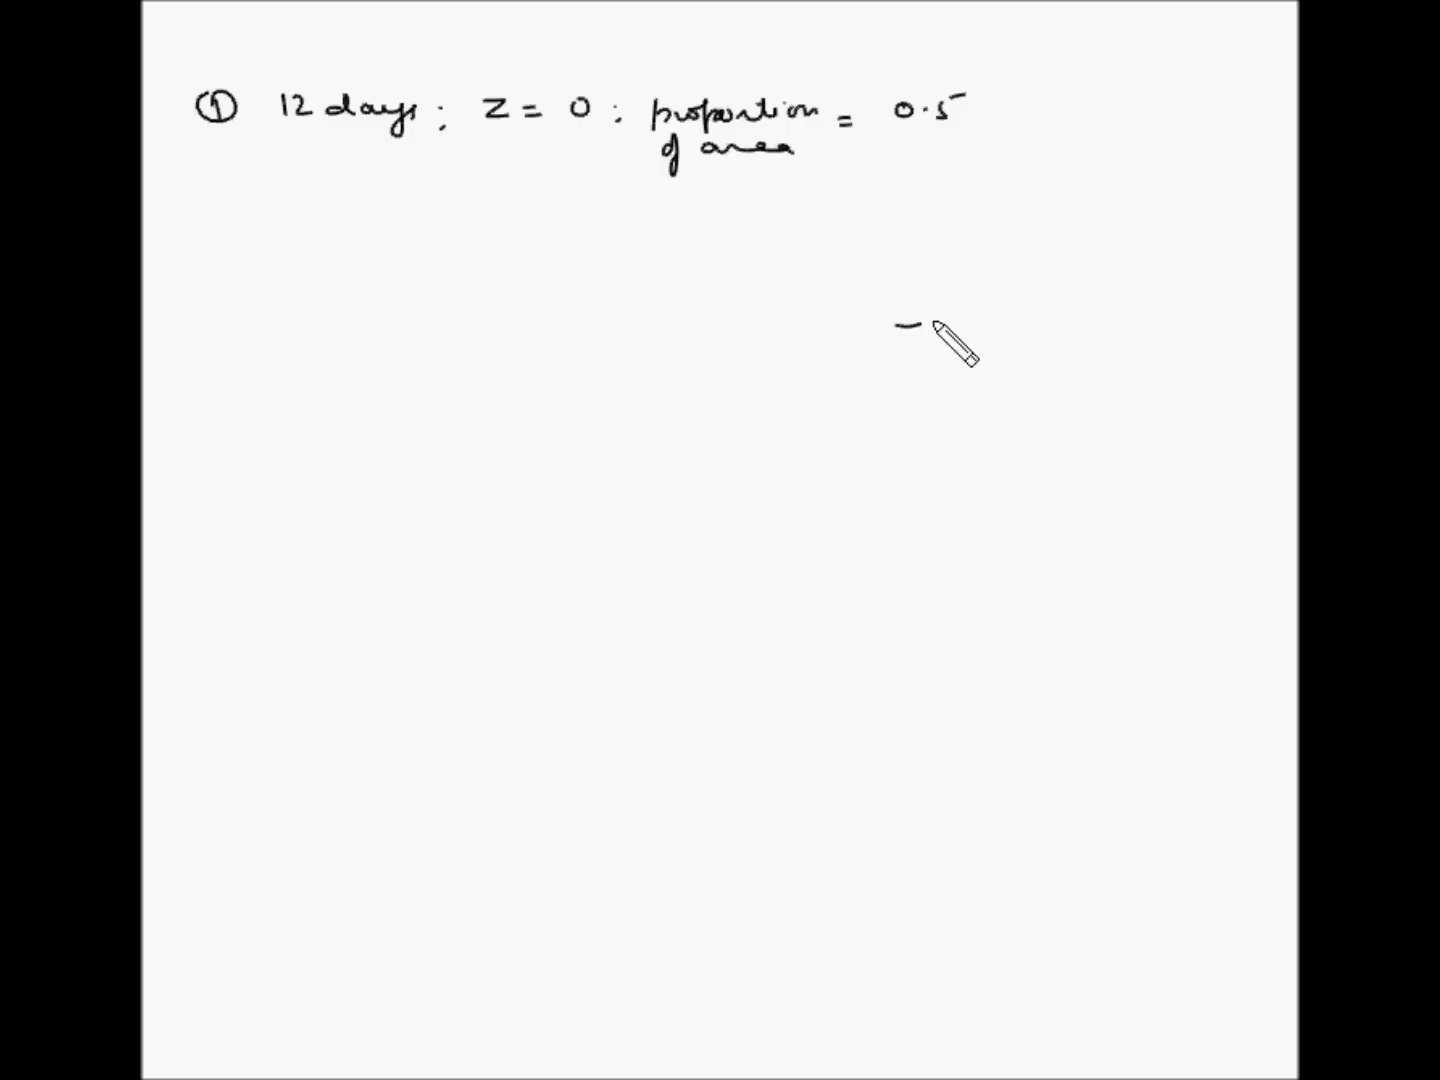 ① 12 days : Z = 0 : proportion = 0.5
of area